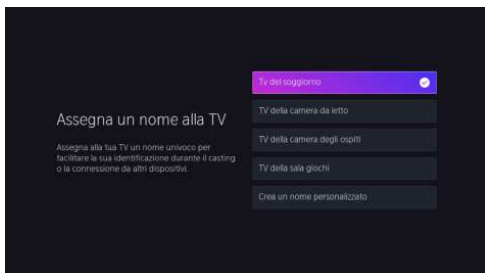 Assegna un nome alla TV
Assegna alla tua TV un nome univoco per
facilitare la sua identificazione durante il casting
o la connessione da altri dispositivi.
Tv del soggiorno
TV della camera da letto
TV della camera degli ospiti
TV della sala giochi
Crea un nome personalizzato